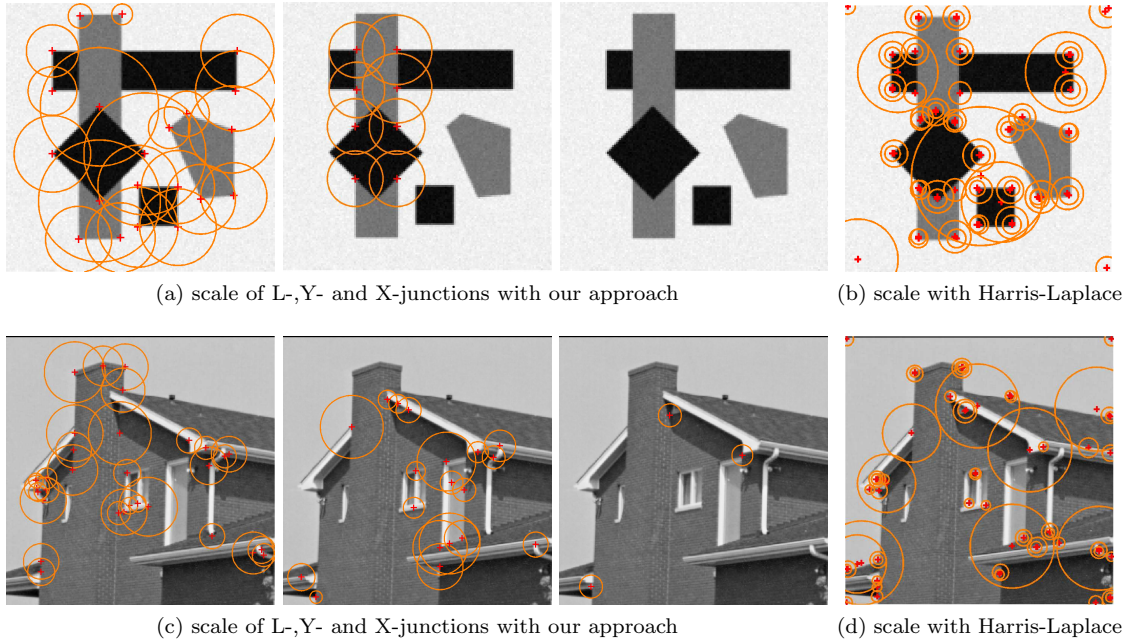 (a) scale of L-,Y- and X-junctions with our approach
(b) scale with Harris-Laplace
(c) scale of L-,Y- and X-junctions with our approach
(d) scale with Harris-Laplace